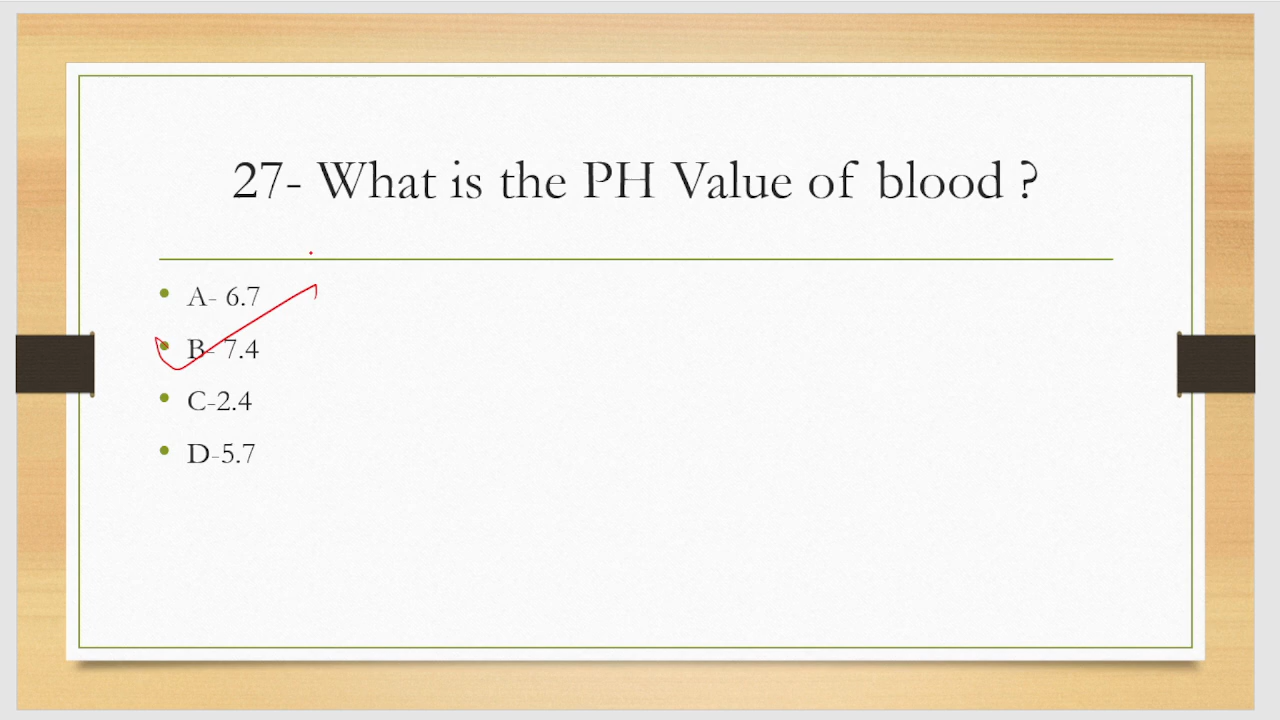 27- What is the PH Value of blood ?
A- 6.7
B- 7.4
C-2.4
D-5.7